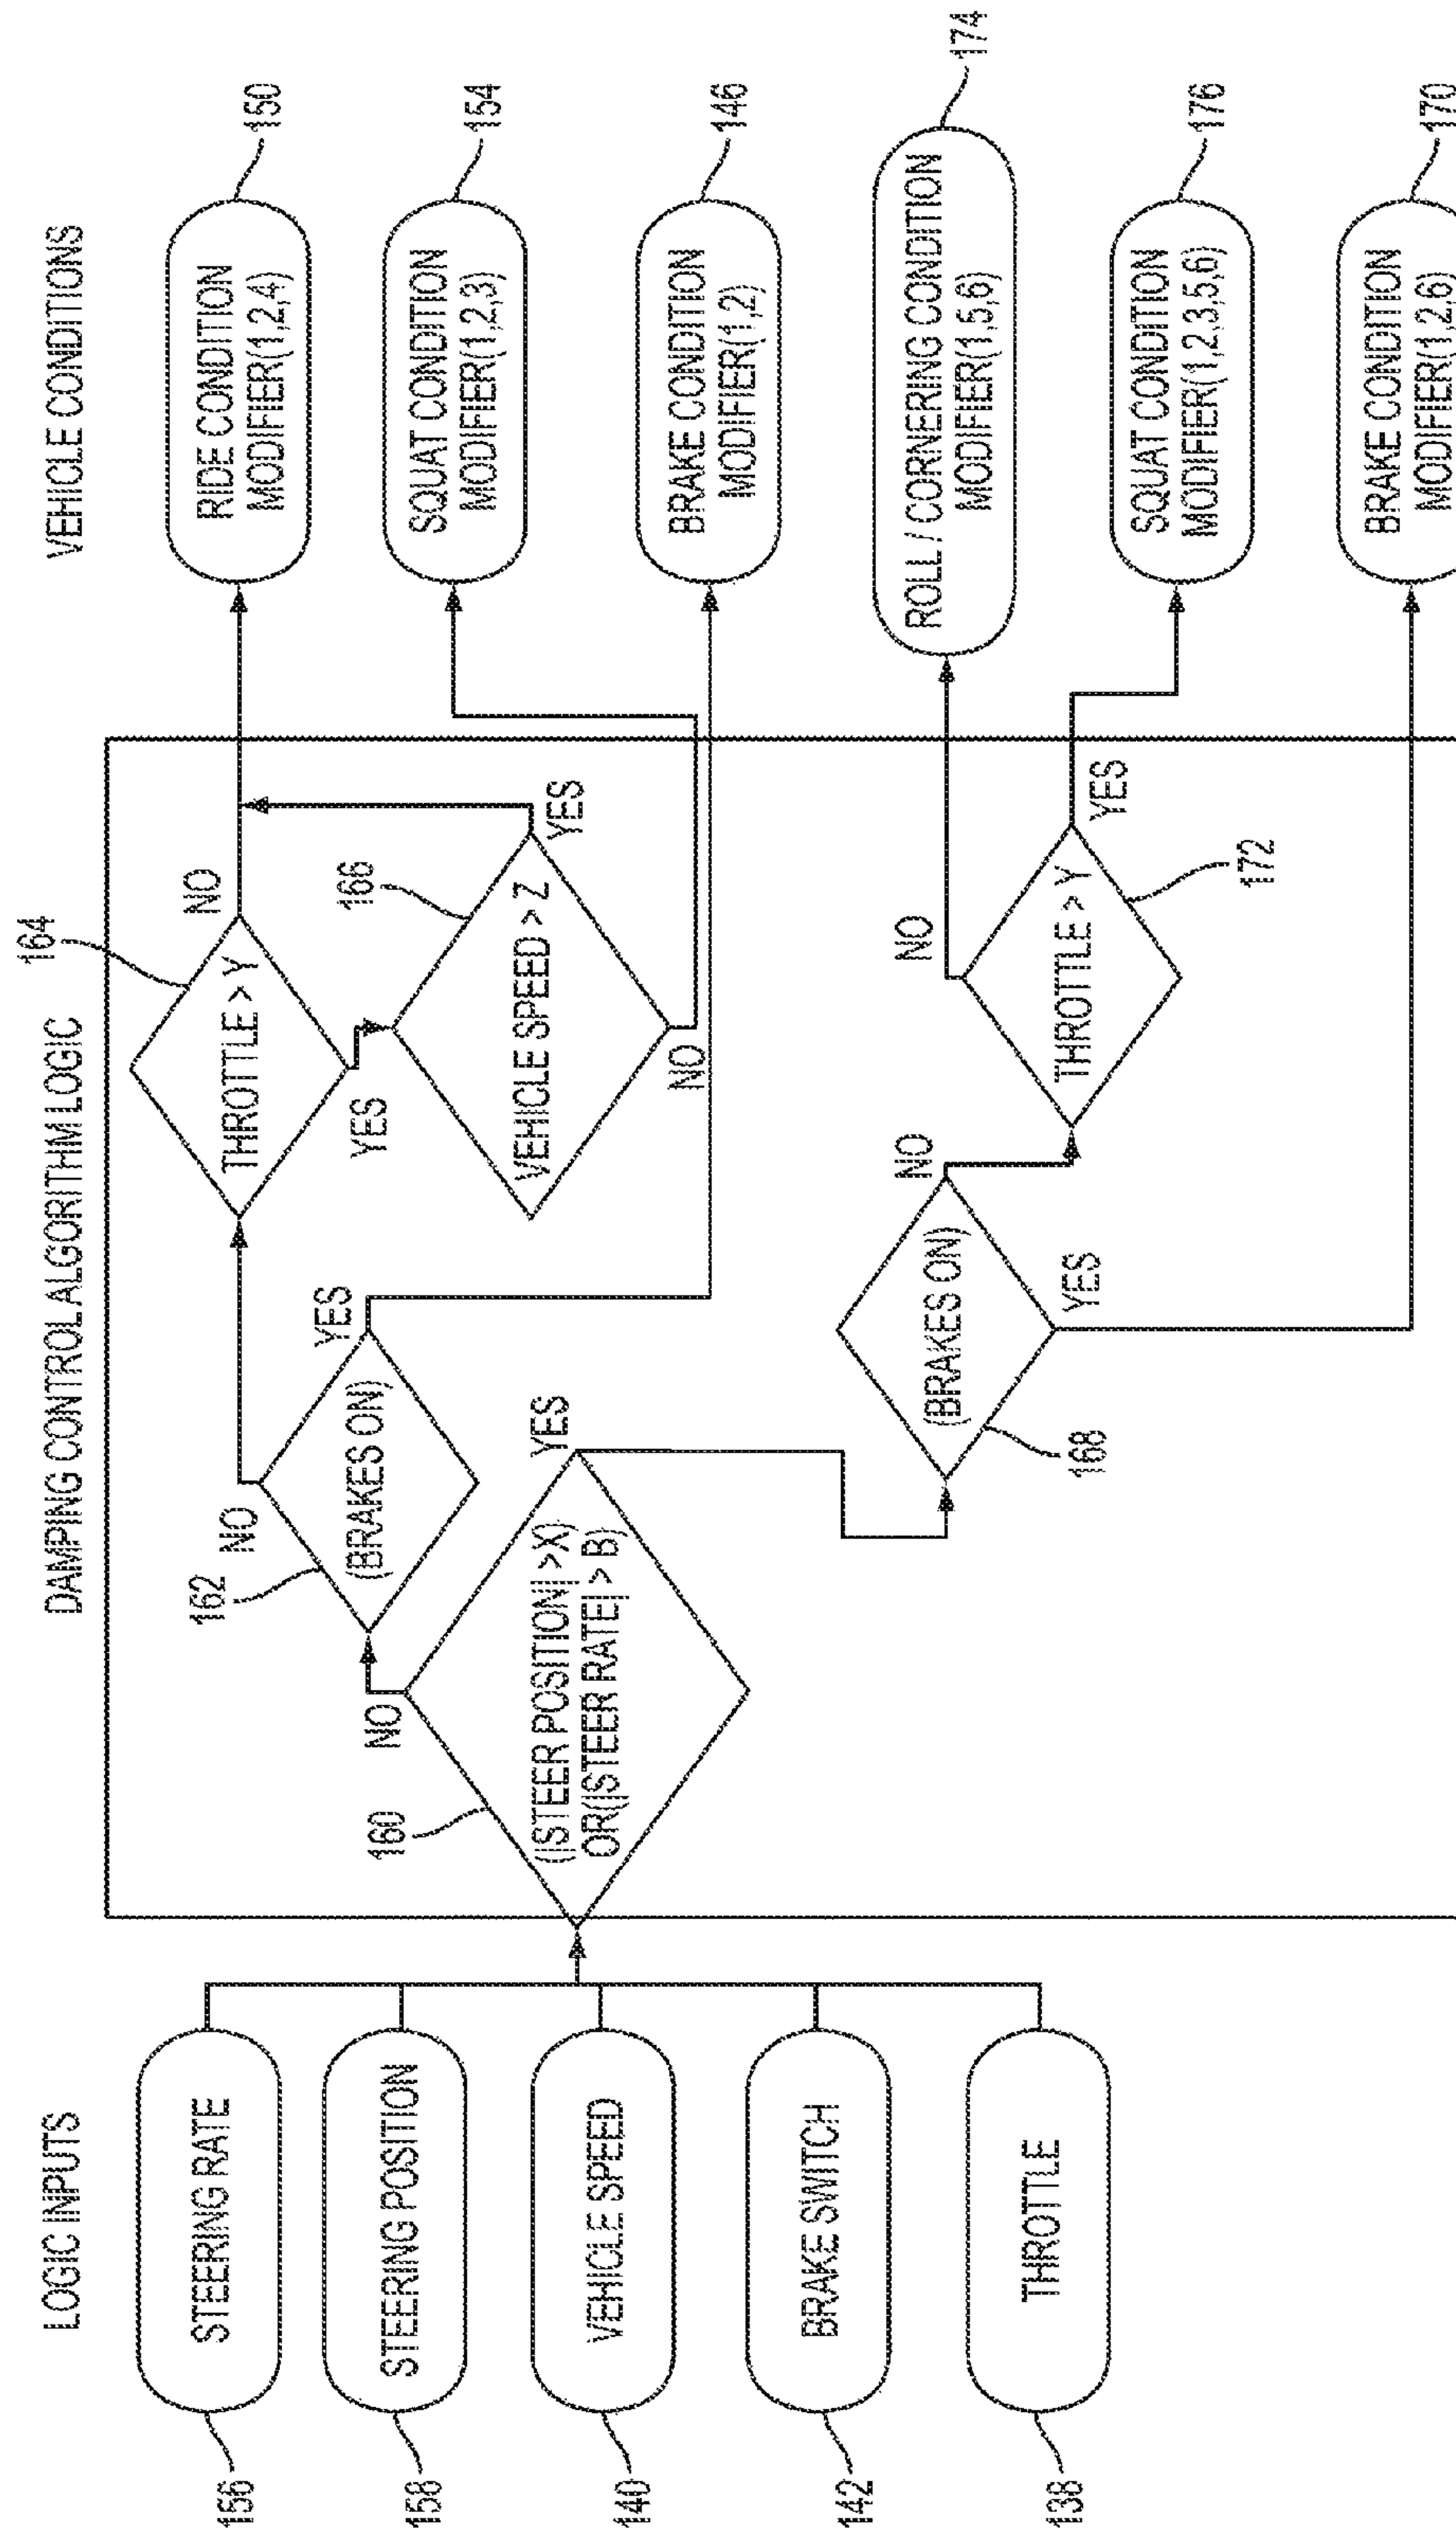 LOGIC INPUTS
DAMPING CONTROL ALGORITHM LOGIC
VEHICLE CONDITIONS
156
STEERING RATE
158
STEERING POSITION
140
VEHICLE SPEED
142
BRAKE SWITCH
138
THROTTLE
160
(|STEER POSITION| >X)
OR(|STEER RATE| > B)
NO
YES
162
(BRAKES ON)
NO
YES
164
THROTTLE > Y
NO
YES
166
VEHICLE SPEED > Z
YES
NO
168
(BRAKES ON)
NO
YES
172
THROTTLE > Y
NO
YES
RIDE CONDITION
MODIFIER(1,2,4)
150
SQUAT CONDITION
MODIFIER(1,2,3)
154
BRAKE CONDITION
MODIFIER(1,2)
146
ROLL / CORNERING CONDITION
MODIFIER(1,5,6)
174
SQUAT CONDITION
MODIFIER(1,2,3,5,6)
176
BRAKE CONDITION
MODIFIER(1,2,6)
170